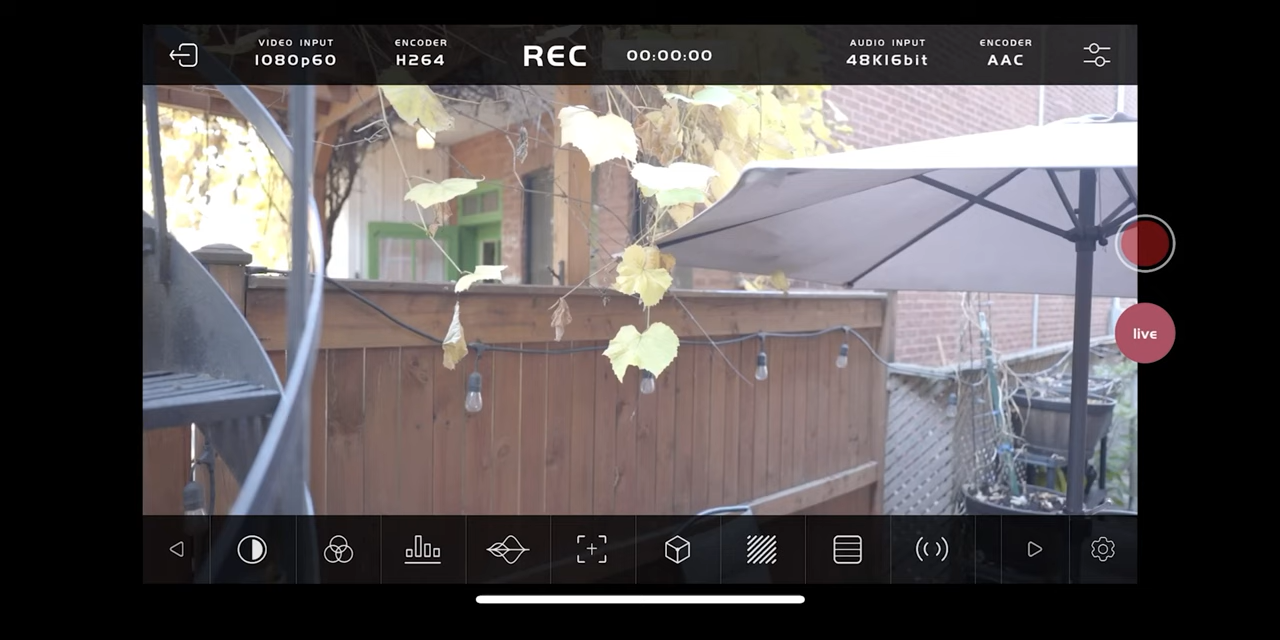 VIDEO INPUT
1080p60
ENCODER
H264
REC
00:00:00
AUDIO INPUT
48K16bit
ENCODER
AAC
live